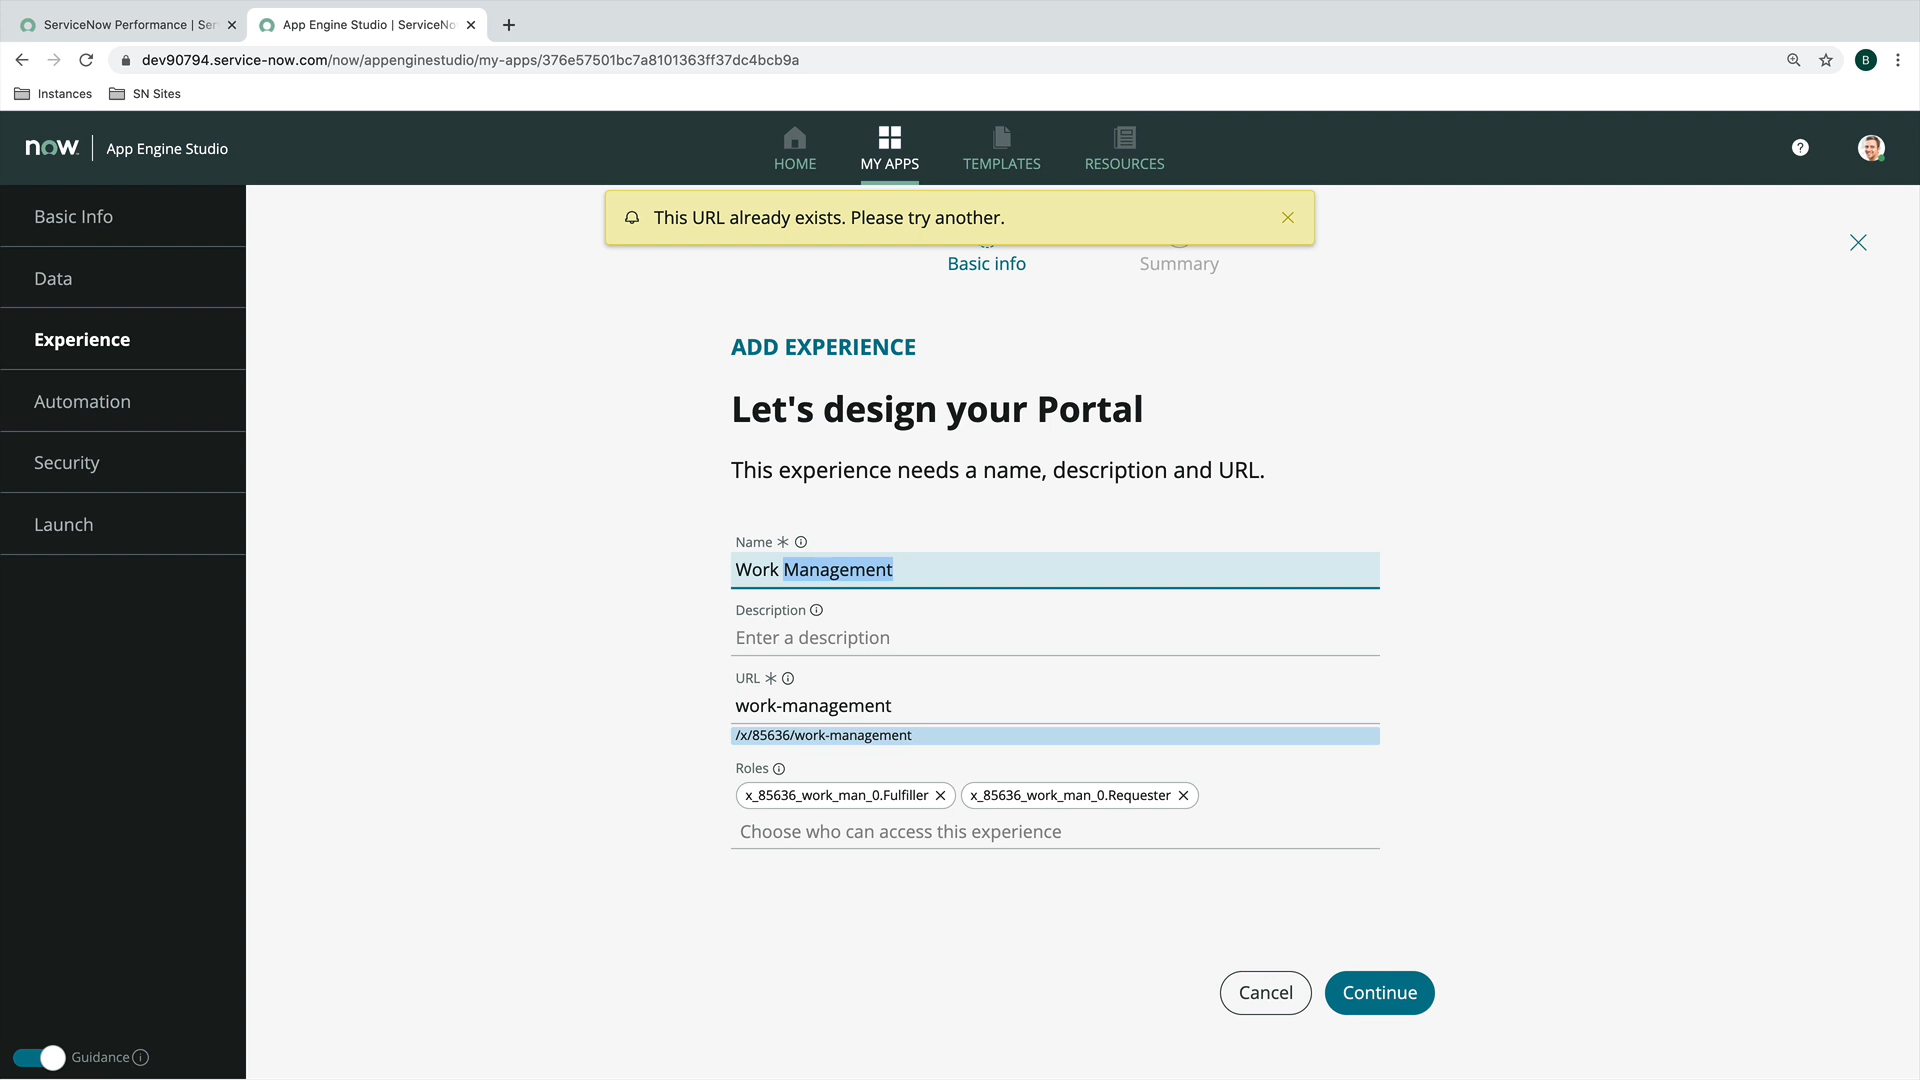 ServiceNow Performance | Ser
App Engine Studio | ServiceNo
dev90794.service-now.com/now/appenginestudio/my-apps/376e57501bc7a8101363ff37dc4bcb9a
B
Instances
SN Sites
now
App Engine Studio
HOME
MY APPS
TEMPLATES
RESOURCES
Basic Info
Data
Experience
Automation
Security
Launch
Guidance
This URL already exists. Please try another.
Basic info
Summary
ADD EXPERIENCE
Let's design your Portal
This experience needs a name, description and URL.
Name
Work Management
Description
Enter a description
URL
work-management
/x/85636/work-management
Roles
x_85636_work_man_0.Fulfiller
x_85636_work_man_0.Requester
Choose who can access this experience
Cancel
Continue